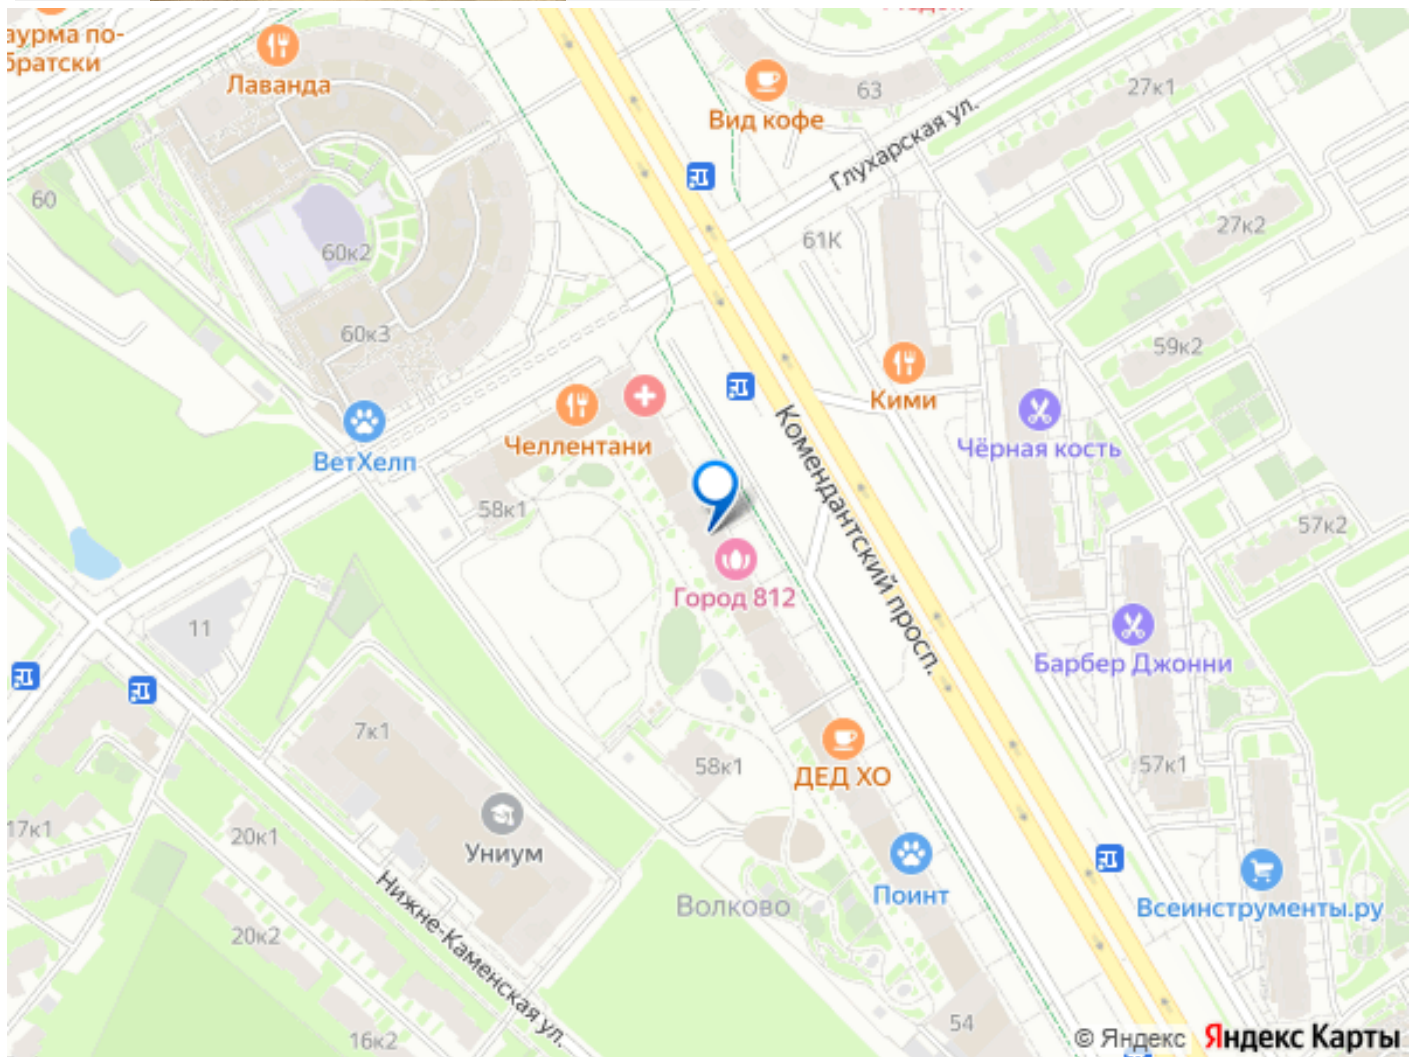 аурма по-
братски
Лаванда
Вид кофе
63
27к1
Глухарская ул.
60
60к2
61К
27к2
60к3
59к2
Кими
Челлентани
Чёрная кость
ВетХелп
Комендантский просп.
58к1
57к2
Город 812
11
Барбер Джонни
7к1
58к1
57к1
ДЕД ХО
17к1
20к1
Униум
Поинт
Волково
Всеинструменты.ру
Нижне-Каменская ул.
20к2
16к2
54
© Яндекс Яндекс Карты